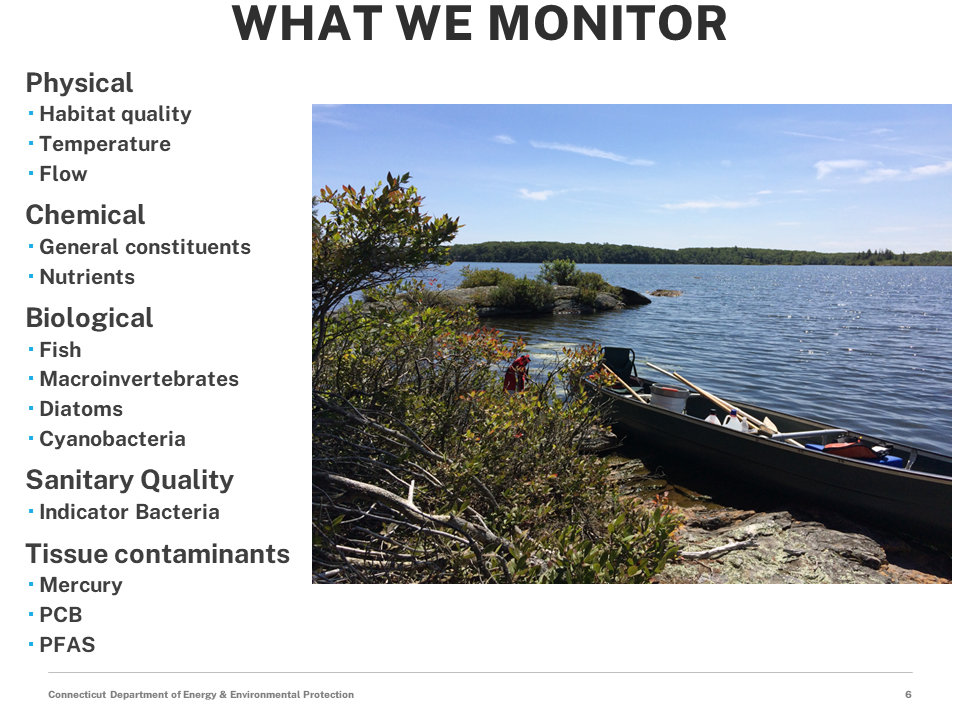 WHAT WE MONITOR
Physical
▪ Habitat quality
▪ Temperature
▪ Flow
Chemical
▪ General constituents
▪ Nutrients
Biological
▪ Fish
▪ Macroinvertebrates
▪ Diatoms
▪ Cyanobacteria
Sanitary Quality
▪ Indicator Bacteria
Tissue contaminants
▪ Mercury
▪ PCB
▪ PFAS
Connecticut Department of Energy & Environmental Protection
6